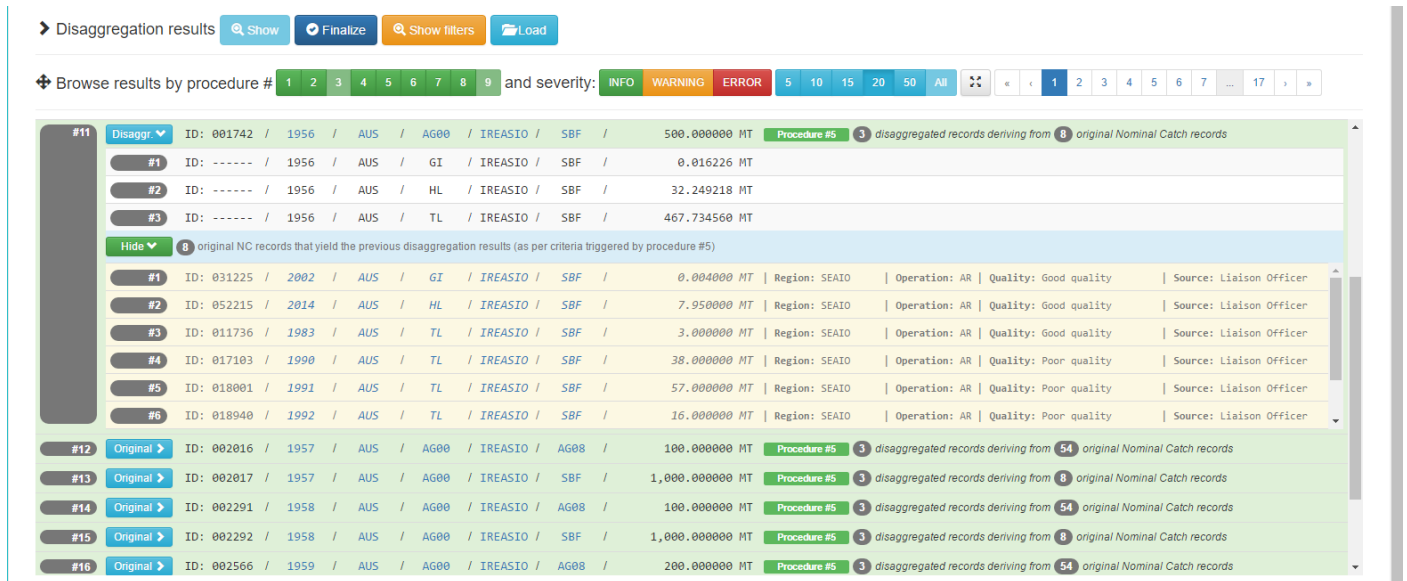 Disaggregation results Show Finalize Show filters Load
Browse results by procedure # 1 2 3 4 5 6 7 8 9 and severity: INFO WARNING ERROR 5 10 15 20 50 All « ‹ 1 2 3 4 5 6 7 ... 17 › »
#11 Disaggr. ID: 001742 / 1956 / AUS / AG00 / IREASIO / SBF / 500.000000 MT Procedure #5 3 disaggregated records deriving from 8 original Nominal Catch records
#1 ID: ------ / 1956 / AUS / GI / IREASIO / SBF / 0.016226 MT
#2 ID: ------ / 1956 / AUS / HL / IREASIO / SBF / 32.249218 MT
#3 ID: ------ / 1956 / AUS / TL / IREASIO / SBF / 467.734560 MT
Hide 8 original NC records that yield the previous disaggregation results (as per criteria triggered by procedure #5)
#1 ID: 031225 / 2002 / AUS / GI / IREASIO / SBF / 0.004000 MT | Region: SEAIO | Operation: AR | Quality: Good quality | Source: Liaison Officer
#2 ID: 052215 / 2014 / AUS / HL / IREASIO / SBF / 7.950000 MT | Region: SEAIO | Operation: AR | Quality: Good quality | Source: Liaison Officer
#3 ID: 011736 / 1983 / AUS / TL / IREASIO / SBF / 3.000000 MT | Region: SEAIO | Operation: AR | Quality: Good quality | Source: Liaison Officer
#4 ID: 017103 / 1990 / AUS / TL / IREASIO / SBF / 38.000000 MT | Region: SEAIO | Operation: AR | Quality: Poor quality | Source: Liaison Officer
#5 ID: 018001 / 1991 / AUS / TL / IREASIO / SBF / 57.000000 MT | Region: SEAIO | Operation: AR | Quality: Poor quality | Source: Liaison Officer
#6 ID: 018940 / 1992 / AUS / TL / IREASIO / SBF / 16.000000 MT | Region: SEAIO | Operation: AR | Quality: Poor quality | Source: Liaison Officer
#12 Original ID: 002016 / 1957 / AUS / AG00 / IREASIO / AG08 / 100.000000 MT Procedure #5 3 disaggregated records deriving from 54 original Nominal Catch records
#13 Original ID: 002017 / 1957 / AUS / AG00 / IREASIO / SBF / 1,000.000000 MT Procedure #5 3 disaggregated records deriving from 8 original Nominal Catch records
#14 Original ID: 002291 / 1958 / AUS / AG00 / IREASIO / AG08 / 100.000000 MT Procedure #5 3 disaggregated records deriving from 54 original Nominal Catch records
#15 Original ID: 002292 / 1958 / AUS / AG00 / IREASIO / SBF / 1,000.000000 MT Procedure #5 3 disaggregated records deriving from 8 original Nominal Catch records
#16 Original ID: 002566 / 1959 / AUS / AG00 / IREASIO / AG08 / 200.000000 MT Procedure #5 3 disaggregated records deriving from 54 original Nominal Catch records